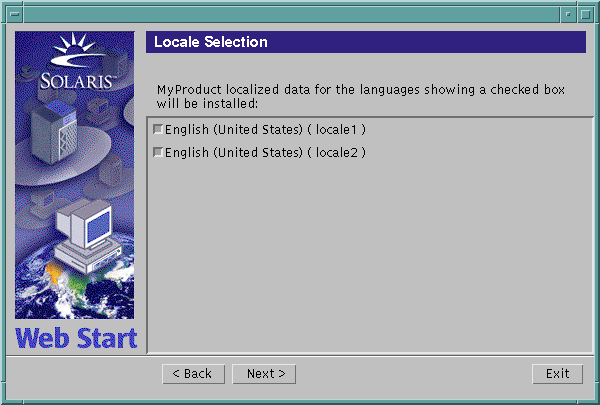 Locale Selection
SOLARIS™
MyProduct localized data for the languages showing a checked box
will be installed:
English (United States) ( locale1 )
English (United States) ( locale2 )
Web Start
< Back
Next >
Exit